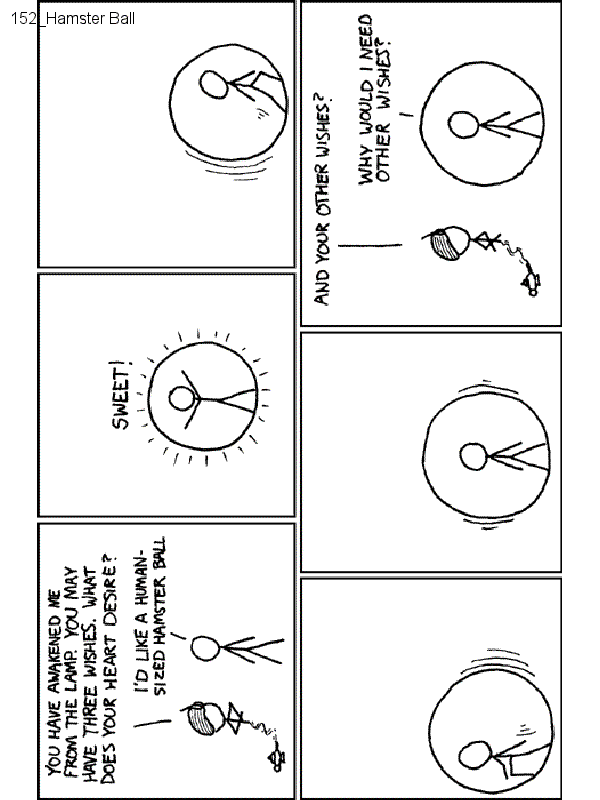 152_Hamster Ball
YOU HAVE AWAKENED ME
FROM THE LAMP. YOU MAY
HAVE THREE WISHES. WHAT
DOES YOUR HEART DESIRE?
I'D LIKE A HUMAN-
SIZED HAMSTER BALL
SWEET!
AND YOUR OTHER WISHES?
WHY WOULD I NEED
OTHER WISHES?